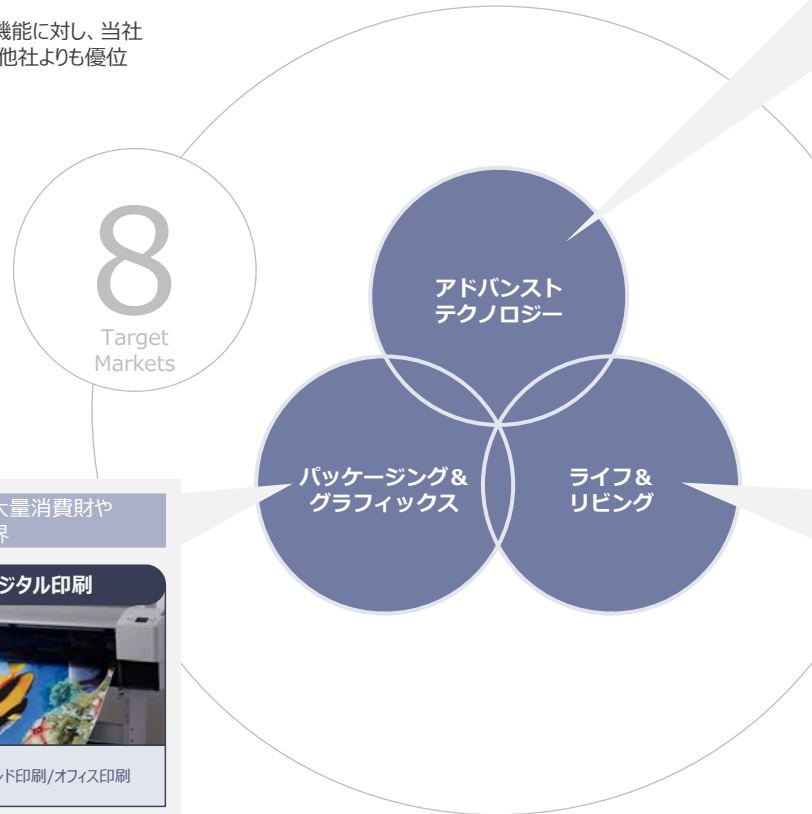 機能に対し、当社
他社よりも優位
8
Target
Markets
アドバンスト
テクノロジー
パッケージング&
グラフィックス
ライフ&
リビング
大量消費財や
界
ジタル印刷
ンド印刷/オフィス印刷